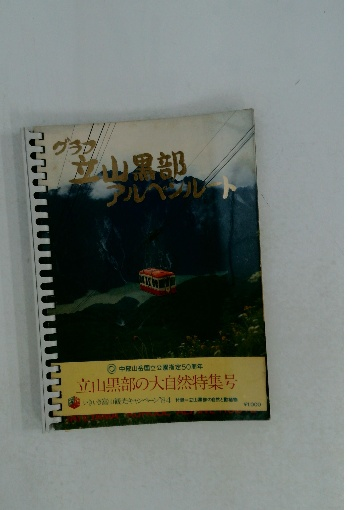 グラフ
立山黒部
アルペンルート
中部山岳国立公園指定50周年
立山黒部の大自然特集号